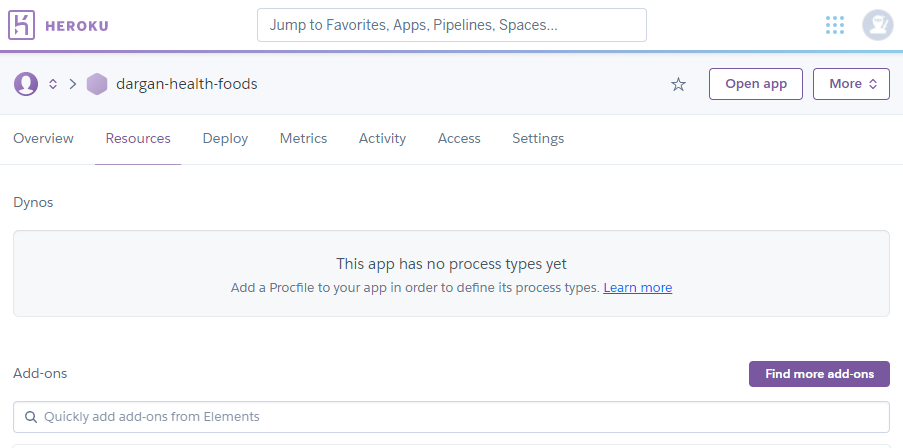 HEROKU
Jump to Favorites, Apps, Pipelines, Spaces...
dargan-health-foods
Open app
More
Overview Resources Deploy Metrics Activity Access Settings
Dynos
This app has no process types yet
Add a Procfile to your app in order to define its process types. Learn more
Add-ons
Find more add-ons
Quickly add add-ons from Elements